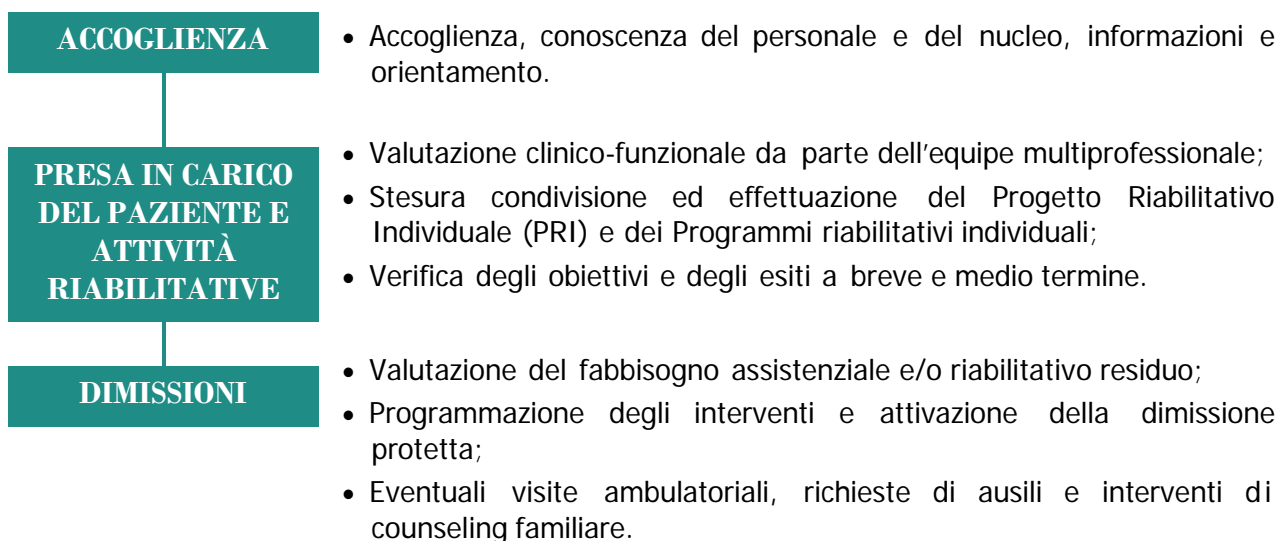 ACCOGLIENZA
• Accoglienza, conoscenza del personale e del nucleo, informazioni e
orientamento.
PRESA IN CARICO
DEL PAZIENTE E
ATTIVITÀ
RIABILITATIVE
• Valutazione clinico-funzionale da parte dell'equipe multiprofessionale;
• Stesura condivisione ed effettuazione del Progetto Riabilitativo
Individuale (PRI) e dei Programmi riabilitativi individuali;
• Verifica degli obiettivi e degli esiti a breve e medio termine.
DIMISSIONI
• Valutazione del fabbisogno assistenziale e/o riabilitativo residuo;
• Programmazione degli interventi e attivazione della dimissione
protetta;
• Eventuali visite ambulatoriali, richieste di ausili e interventi di
counseling familiare.